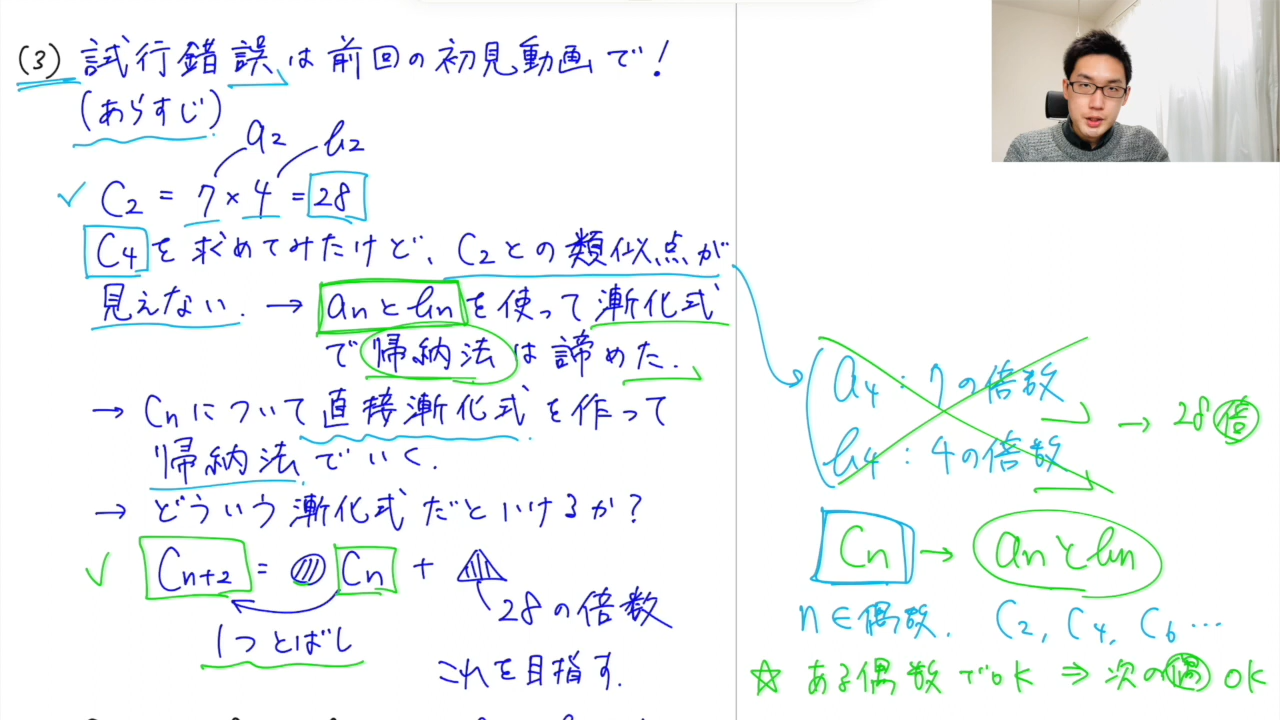 (3) 試行錯誤は前回の初見動画で!
(あらすじ)
a2 b2
C2 = 7 × 4 = 28
C4を求めてみたけど、C2との類似点が
見えない. → anとbnを使って漸化式
で帰納法は諦めた.
→ Cnについて直接漸化式を作って
帰納法でいく.
→ どういう漸化式だといけるか?
Cn+2 = Cn +
28の倍数
1つとばし
これを目指す.
a4 : 7の倍数
b4 : 4の倍数
→ 28倍
Cn → anとbn
n∈偶数. C2, C4, C6 …
☆ ある偶数でok ⇒ 次の偶ok